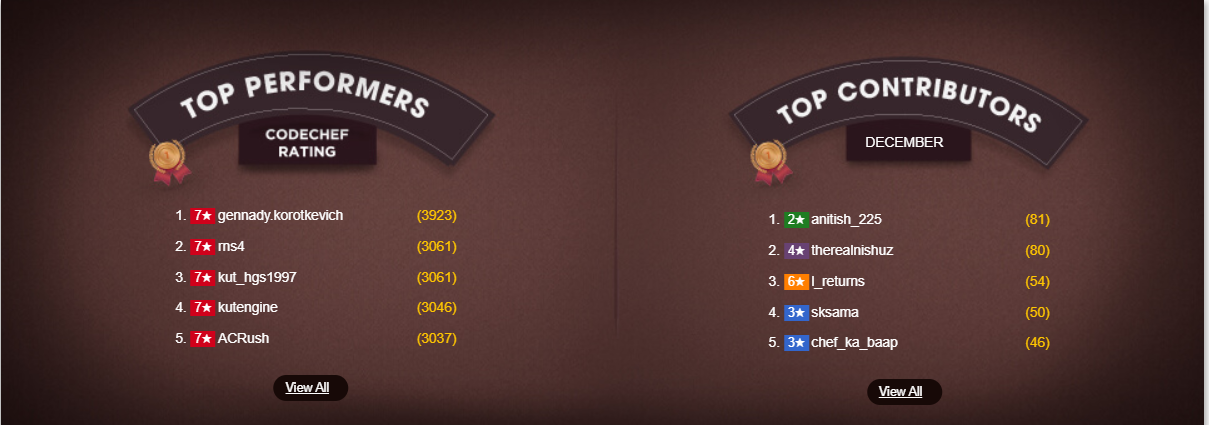 TOP PERFORMERS
CODECHEF
RATING
1. 7★ gennady.korotkevich (3923)
2. 7★ rns4 (3061)
3. 7★ kut_hgs1997 (3061)
4. 7★ kutengine (3046)
5. 7★ ACRush (3037)
View All
TOP CONTRIBUTORS
DECEMBER
1. 2★ anitish_225 (81)
2. 4★ therealnishuz (80)
3. 6★ l_returns (54)
4. 3★ sksama (50)
5. 3★ chef_ka_baap (46)
View All